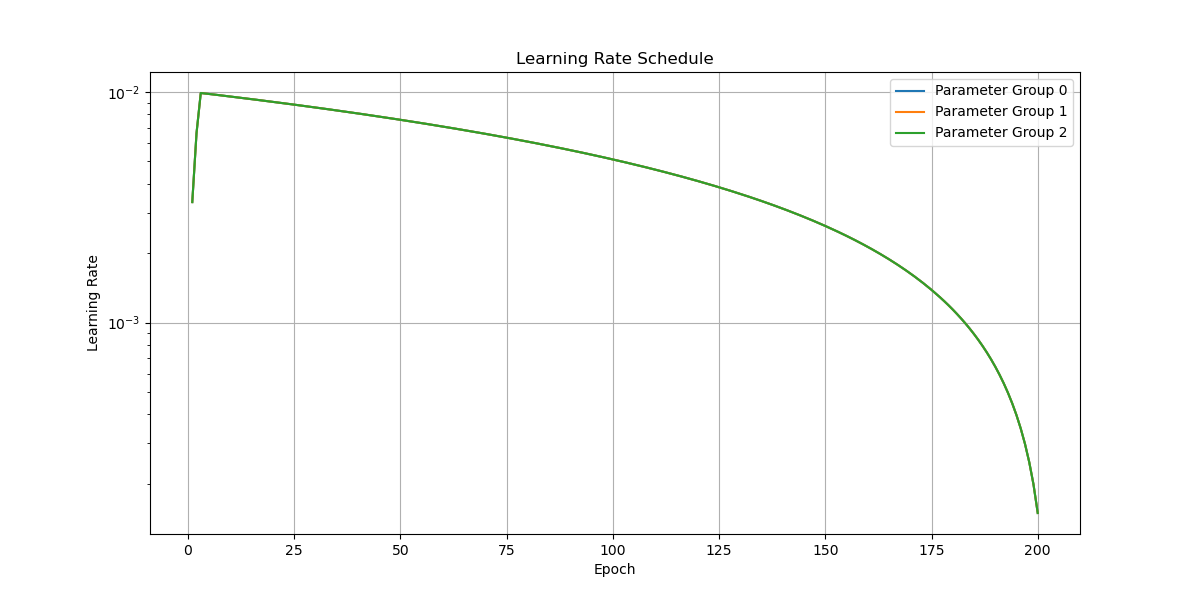 Learning Rate Schedule
Parameter Group 0
Parameter Group 1
Parameter Group 2
10⁻²
10⁻³
Learning Rate
0 25 50 75 100 125 150 175 200
Epoch